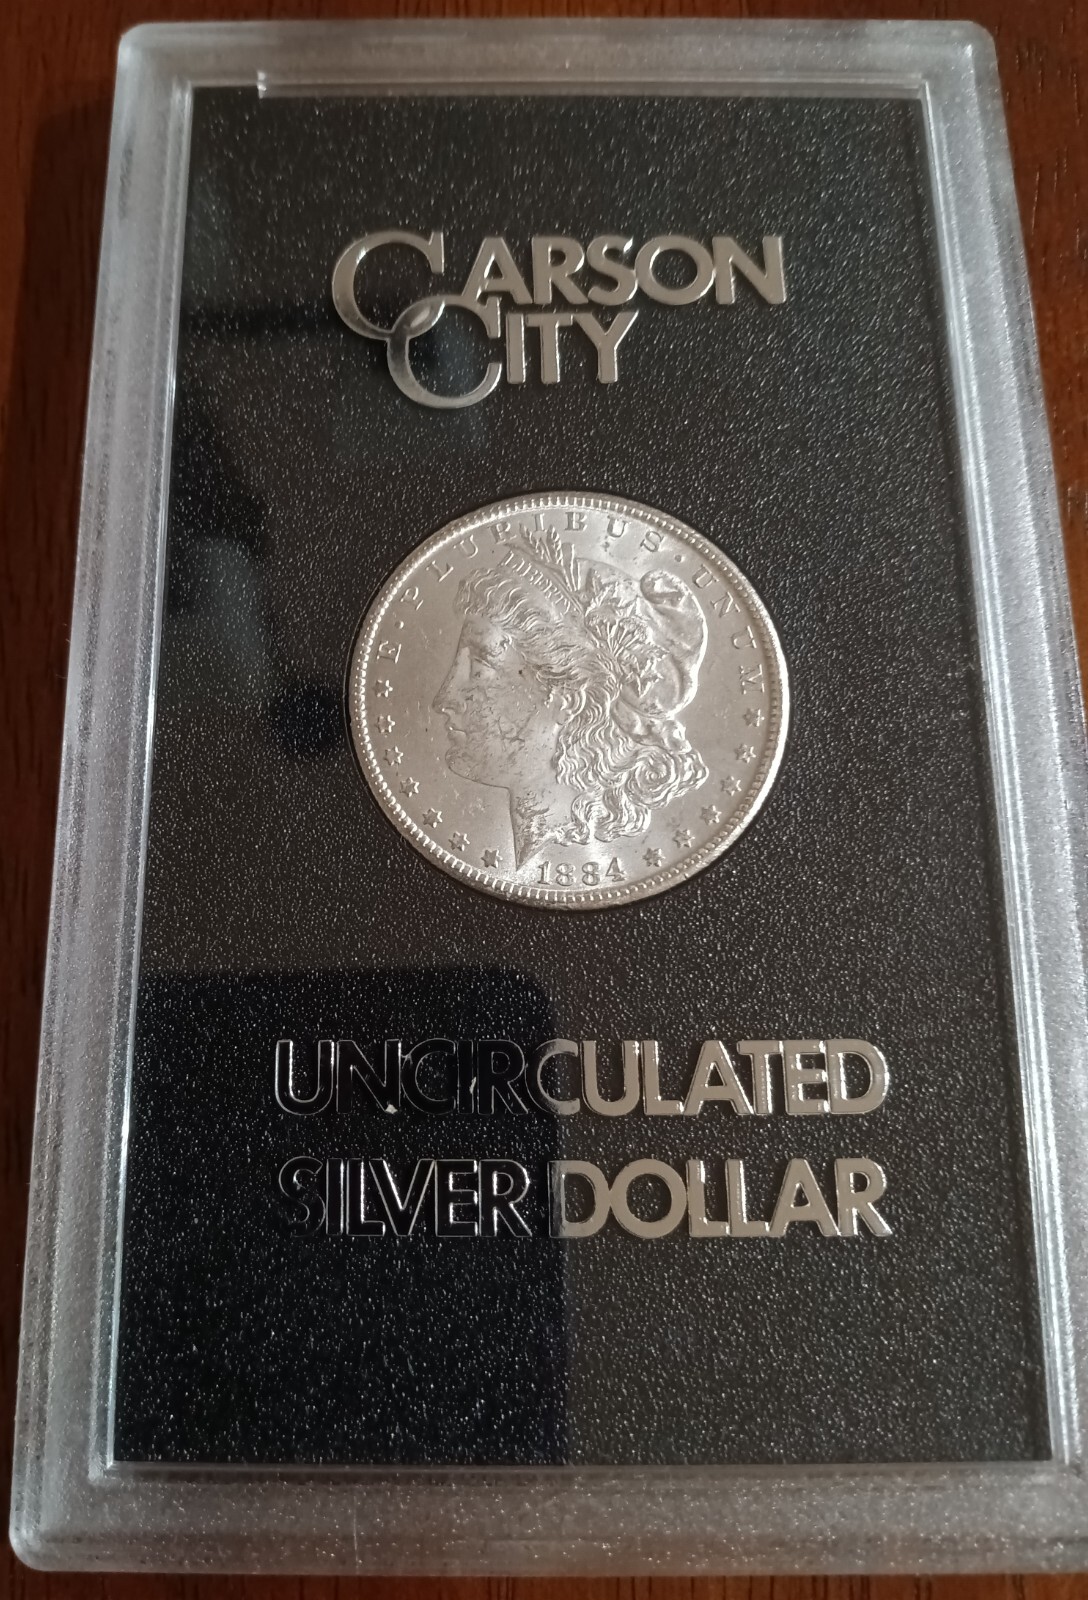 CARSON
CITY
E·PLURIBUS·UNUM
LIBERTY
1884
UNCIRCULATED
SILVER DOLLAR